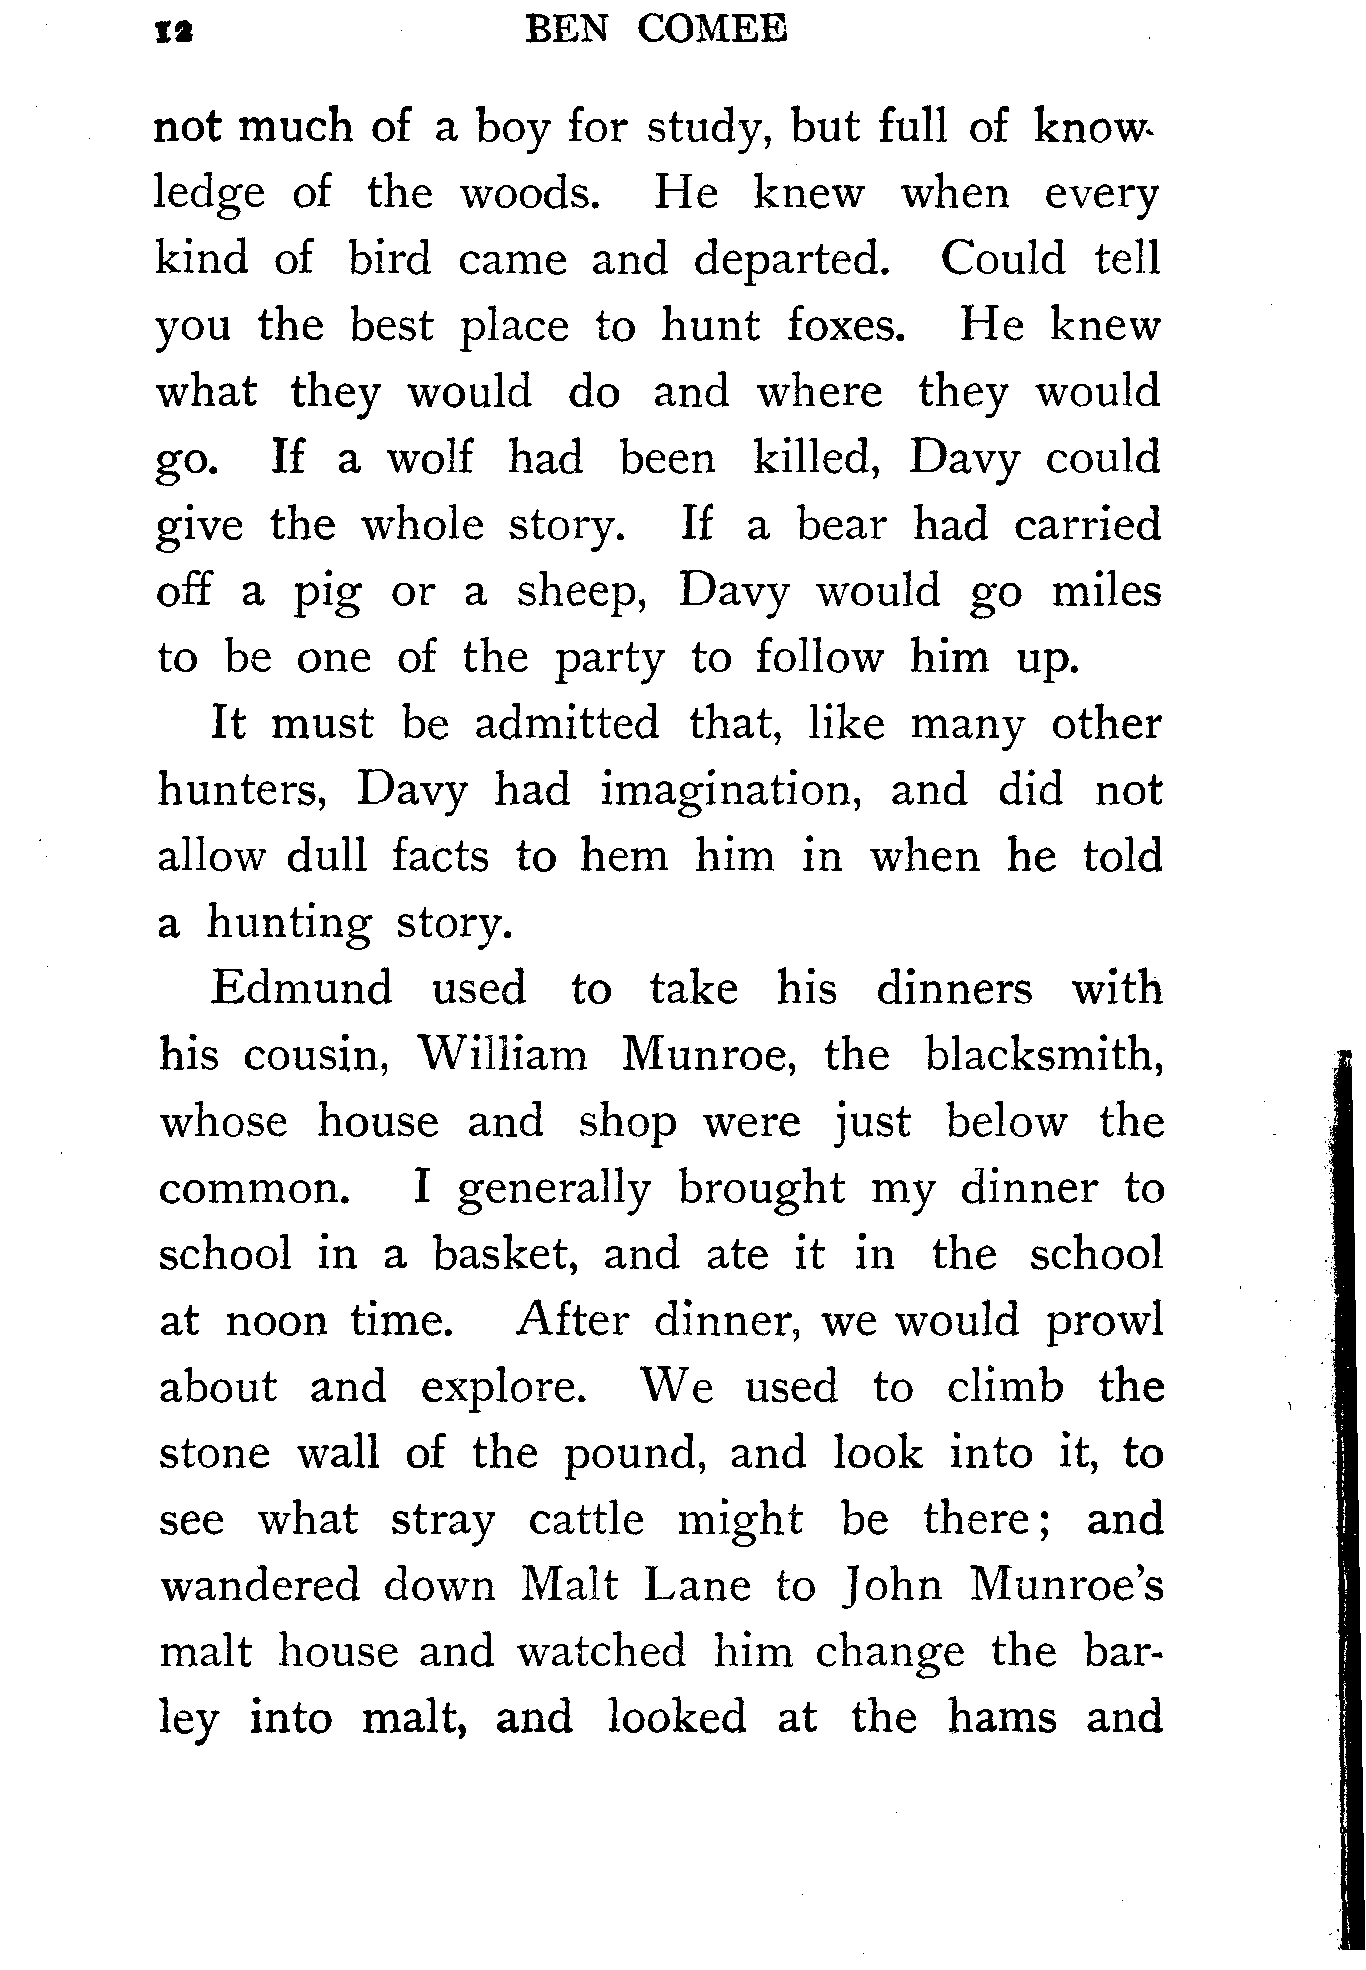 12 BEN COMEE
not much of a boy for study, but full of know-
ledge of the woods. He knew when every
kind of bird came and departed. Could tell
you the best place to hunt foxes. He knew
what they would do and where they would
go. If a wolf had been killed, Davy could
give the whole story. If a bear had carried
off a pig or a sheep, Davy would go miles
to be one of the party to follow him up.
It must be admitted that, like many other
hunters, Davy had imagination, and did not
allow dull facts to hem him in when he told
a hunting story.
Edmund used to take his dinners with
his cousin, William Munroe, the blacksmith,
whose house and shop were just below the
common. I generally brought my dinner to
school in a basket, and ate it in the school
at noon time. After dinner, we would prowl
about and explore. We used to climb the
stone wall of the pound, and look into it, to
see what stray cattle might be there; and
wandered down Malt Lane to John Munroe's
malt house and watched him change the bar-
ley into malt, and looked at the hams and